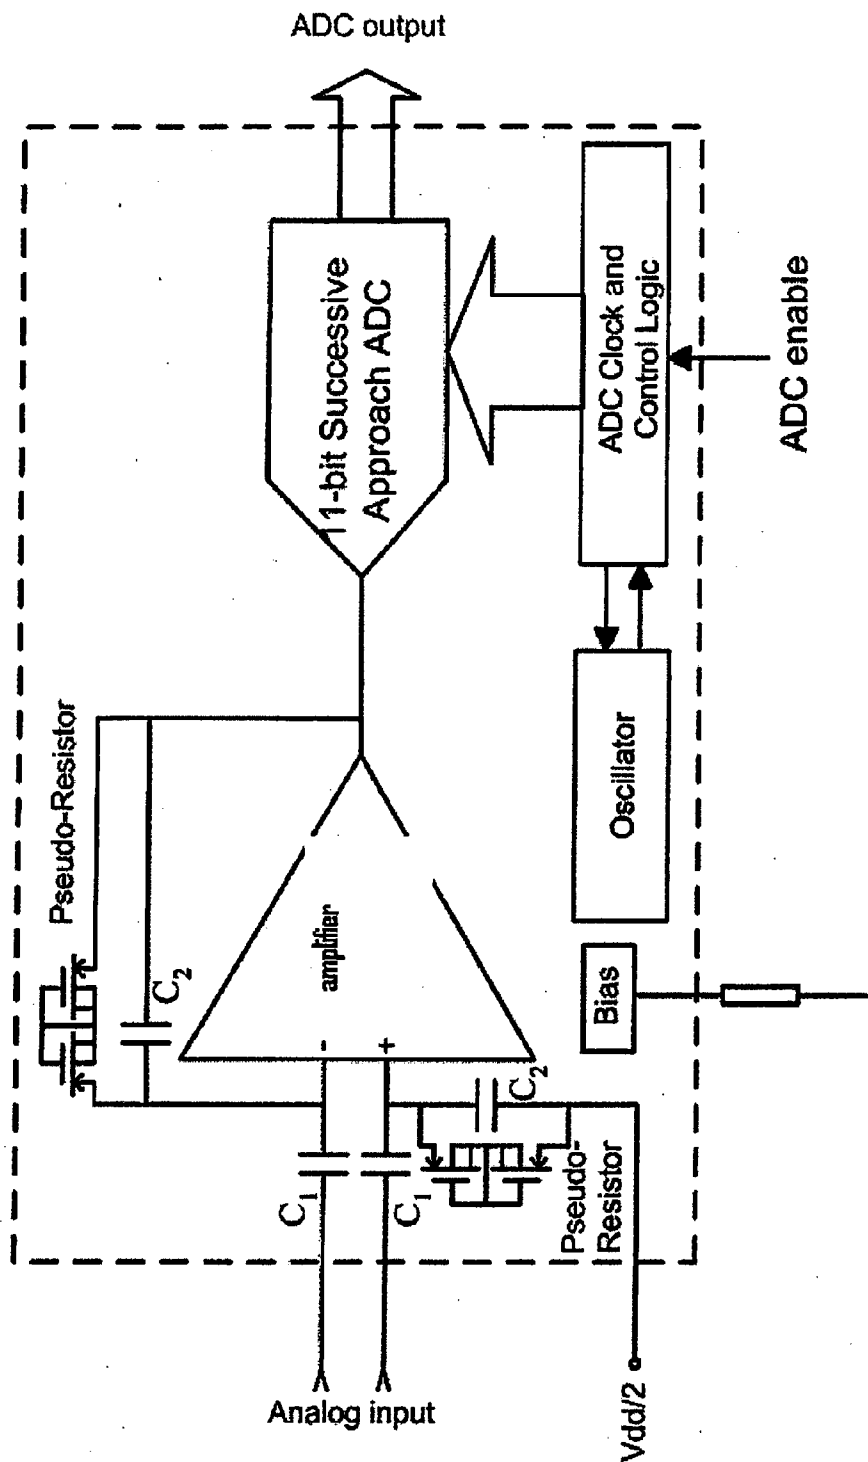 ADC output
11-bit Successive
Approach ADC
ADC Clock and
Control Logic
ADC enable
Pseudo-Resistor
C2
amplifier
-
+
Oscillator
Bias
C2
C1
C1
Pseudo-
Resistor
Analog input
Vdd/2